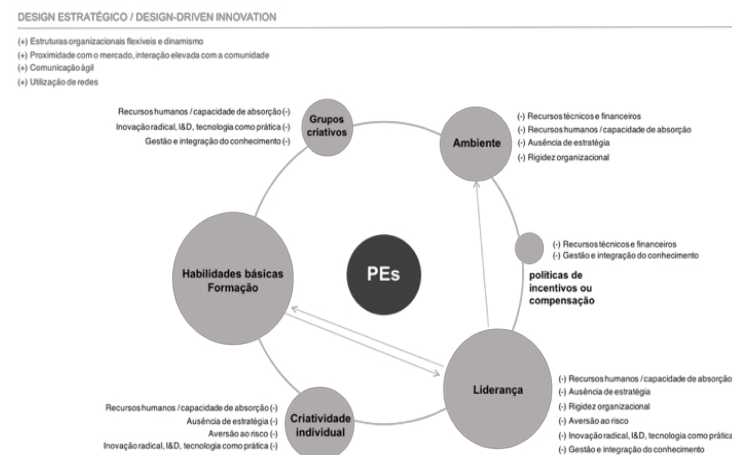 DESIGN ESTRATÉGICO / DESIGN-DRIVEN INNOVATION
(+) Estruturas organizacionais flexíveis e dinamismo
(+) Proximidade com o mercado, interação elevada com a comunidade
(+) Comunicação ágil
(+) Utilização de redes
Recursos humanos / capacidade de absorção (-)
Inovação radical, I&D, tecnologia como prática (-)
Gestão e integração do conhecimento (-)
Grupos
criativos
Ambiente
(-) Recursos técnicos e financeiros
(-) Recursos humanos / capacidade de absorção
(-) Ausência de estratégia
(-) Rigidez organizacional
Habilidades básicas
Formação
PEs
(-) Recursos técnicos e financeiros
(-) Gestão e integração do conhecimento
políticas de
incentivos ou
compensação
Liderança
(-) Recursos humanos / capacidade de absorção
(-) Ausência de estratégia
(-) Rigidez organizacional
(-) Aversão ao risco
(-) Inovação radical, I&D, tecnologia como prática
(-) Gestão e integração do conhecimento
Recursos humanos / capacidade de absorção (-)
Ausência de estratégia (-)
Aversão ao risco (-)
Inovação radical, I&D, tecnologia como prática (-)
Criatividade
individual